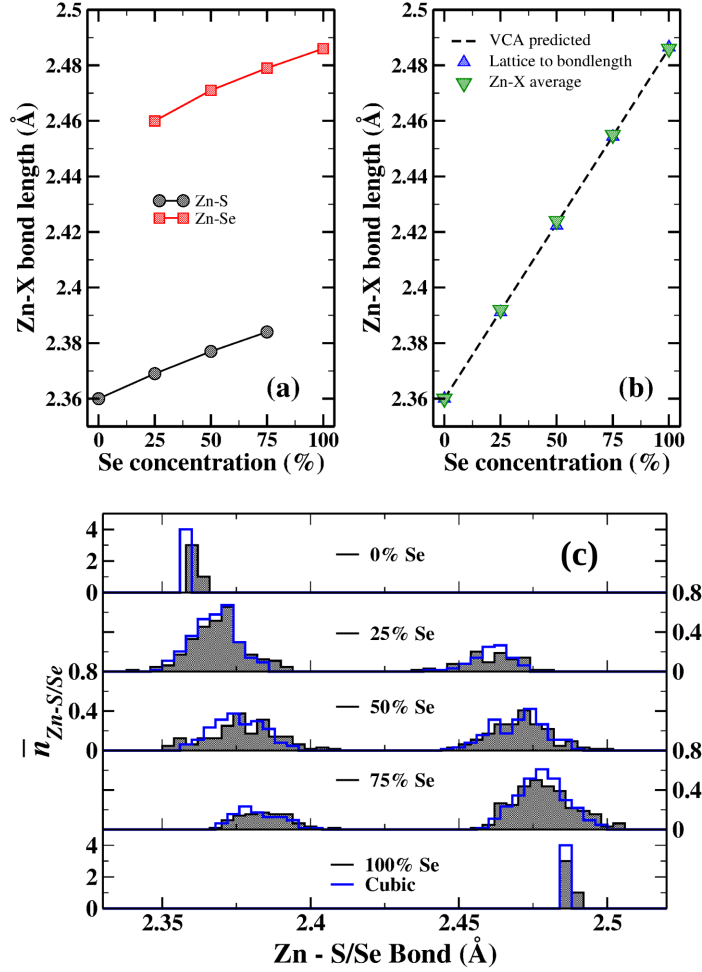 2.5
2.48
2.46
2.44
2.42
2.4
2.38
2.36
Zn-X bond length (Å)
Zn-S
Zn-Se
(a)
0 25 50 75 100
Se concentration (%)
2.5
2.48
2.46
2.44
2.42
2.4
2.38
2.36
Zn-X bond length (Å)
VCA predicted
Lattice to bondlength
Zn-X average
(b)
0 25 50 75 100
Se concentration (%)
4
2
0
0% Se
(c)
0.8
0.4
0
25% Se
0.8
0.4
0
50% Se
0.8
0.4
0
75% Se
4
2
0
100% Se
Cubic
n Zn-S/Se
2.35 2.4 2.45 2.5
Zn - S/Se Bond (Å)